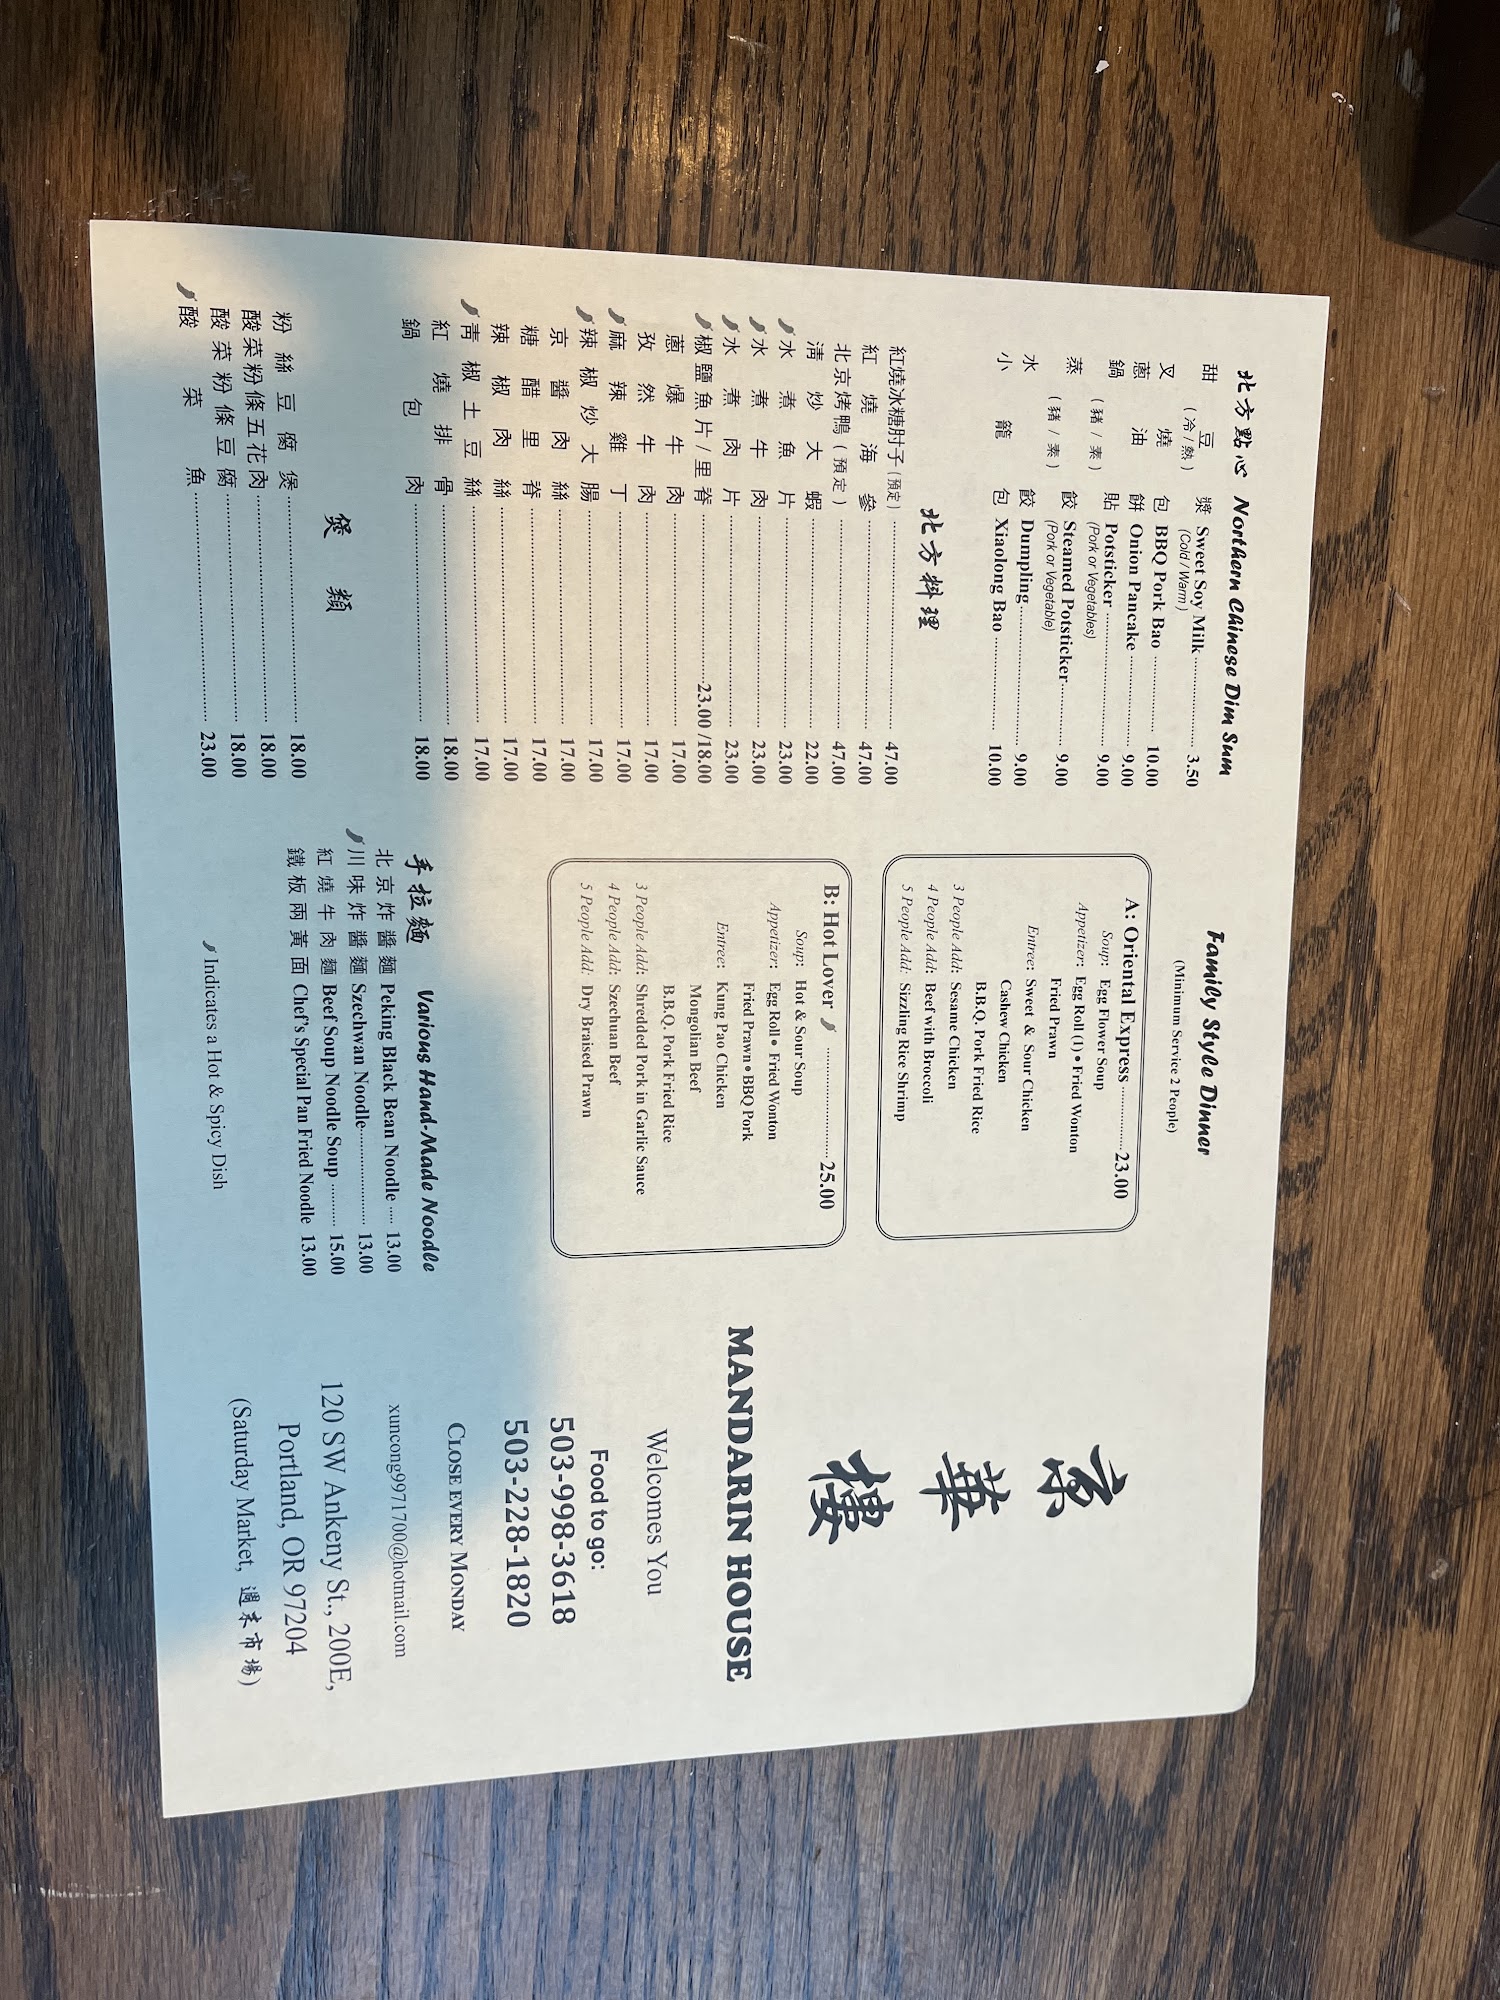 北方點心 Northern Chinese Dim Sum
甜豆漿 Sweet Soy Milk 3.50
(冷/熱) (Cold / Warm)
叉燒包 BBQ Pork Bao 10.00
蔥油餅 Onion Pancake 9.00
鍋貼 Potsticker 9.00
(豬/素) (Pork or Vegetables)
蒸餃 Steamed Potsticker 9.00
(豬/素) (Pork or Vegetable)
水餃 Dumpling 9.00
小籠包 Xiaolong Bao 10.00
北方料理
紅燒冰糖肘子(預定) 47.00
紅燒海參 47.00
北京烤鴨(預定) 47.00
清炒大蝦 22.00
水煮魚片 23.00
水煮牛肉 23.00
水煮肉片 23.00
椒鹽魚片/里脊 23.00 /18.00
蔥爆牛肉 17.00
孜然牛肉 17.00
麻辣雞丁 17.00
辣椒炒大腸 17.00
京醬肉絲 17.00
糖醋里脊 17.00
辣椒肉絲 17.00
青椒土豆絲 17.00
紅燒排骨 18.00
鍋包肉 18.00
煲類
粉絲豆腐煲 18.00
酸菜粉條五花肉 18.00
酸菜粉條豆腐 18.00
酸菜魚 23.00
Family Style Dinner
(Minimum Service 2 People)
A: Oriental Express 23.00
Soup: Egg Flower Soup
Appetizer: Egg Roll (1) • Fried Wonton
Fried Prawn
Entree: Sweet & Sour Chicken
Cashew Chicken
B.B.Q. Pork Fried Rice
3 People Add: Sesame Chicken
4 People Add: Beef with Broccoli
5 People Add: Sizzling Rice Shrimp
B: Hot Lover 25.00
Soup: Hot & Sour Soup
Appetizer: Egg Roll • Fried Wonton
Fried Prawn • BBQ Pork
Entree: Kung Pao Chicken
Mongolian Beef
B.B.Q. Pork Fried Rice
3 People Add: Shredded Pork in Garlic Sauce
4 People Add: Szechuan Beef
5 People Add: Dry Braised Prawn
手拉麵 Various Hand-Made Noodle
北京炸醬麵 Peking Black Bean Noodle 13.00
川味炸醬麵 Szechwan Noodle 13.00
紅燒牛肉麵 Beef Soup Noodle Soup 15.00
鐵板兩黃面 Chef's Special Pan Fried Noodle 13.00
Indicates a Hot & Spicy Dish
京華樓
MANDARIN HOUSE
Welcomes You
Food to go:
503-998-3618
503-228-1820
CLOSE EVERY MONDAY
xuncong9971700@hotmail.com
120 SW Ankeny St., 200E,
Portland, OR 97204
(Saturday Market, 週末市場)